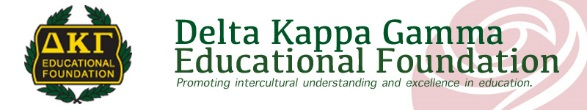 ΔΚΓ
EDUCATIONAL
FOUNDATION
Delta Kappa Gamma
Educational Foundation
Promoting intercultural understanding and excellence in education.